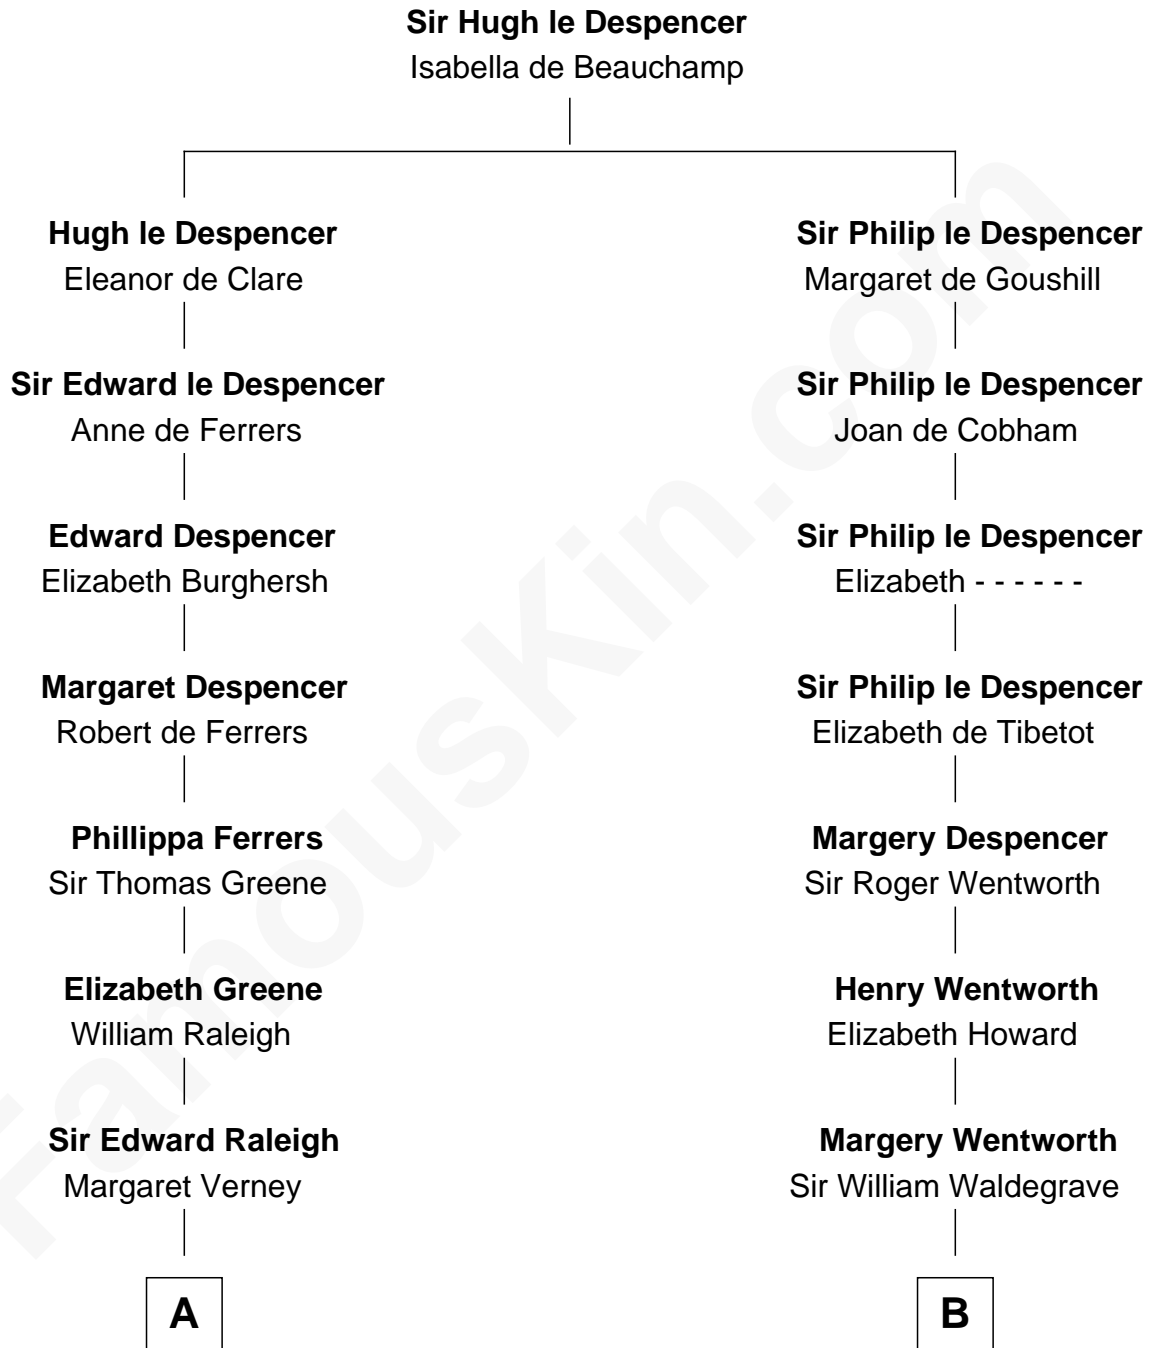 Sir Hugh le Despencer
Isabella de Beauchamp
Hugh le Despencer
Eleanor de Clare
Sir Philip le Despencer
Margaret de Goushill
Sir Edward le Despencer
Anne de Ferrers
Sir Philip le Despencer
Joan de Cobham
Edward Despencer
Elizabeth Burghersh
Sir Philip le Despencer
Elizabeth - - - - - -
Margaret Despencer
Robert de Ferrers
Sir Philip le Despencer
Elizabeth de Tibetot
Phillippa Ferrers
Sir Thomas Greene
Margery Despencer
Sir Roger Wentworth
Elizabeth Greene
William Raleigh
Henry Wentworth
Elizabeth Howard
Sir Edward Raleigh
Margaret Verney
Margery Wentworth
Sir William Waldegrave
A
B
FamousKin.com